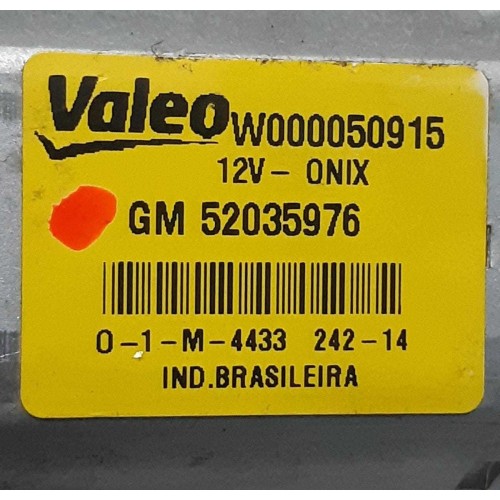 Valeo W000050915
12V- ONIX
GM 52035976
0-1-M-4433 242-14
IND.BRASILEIRA